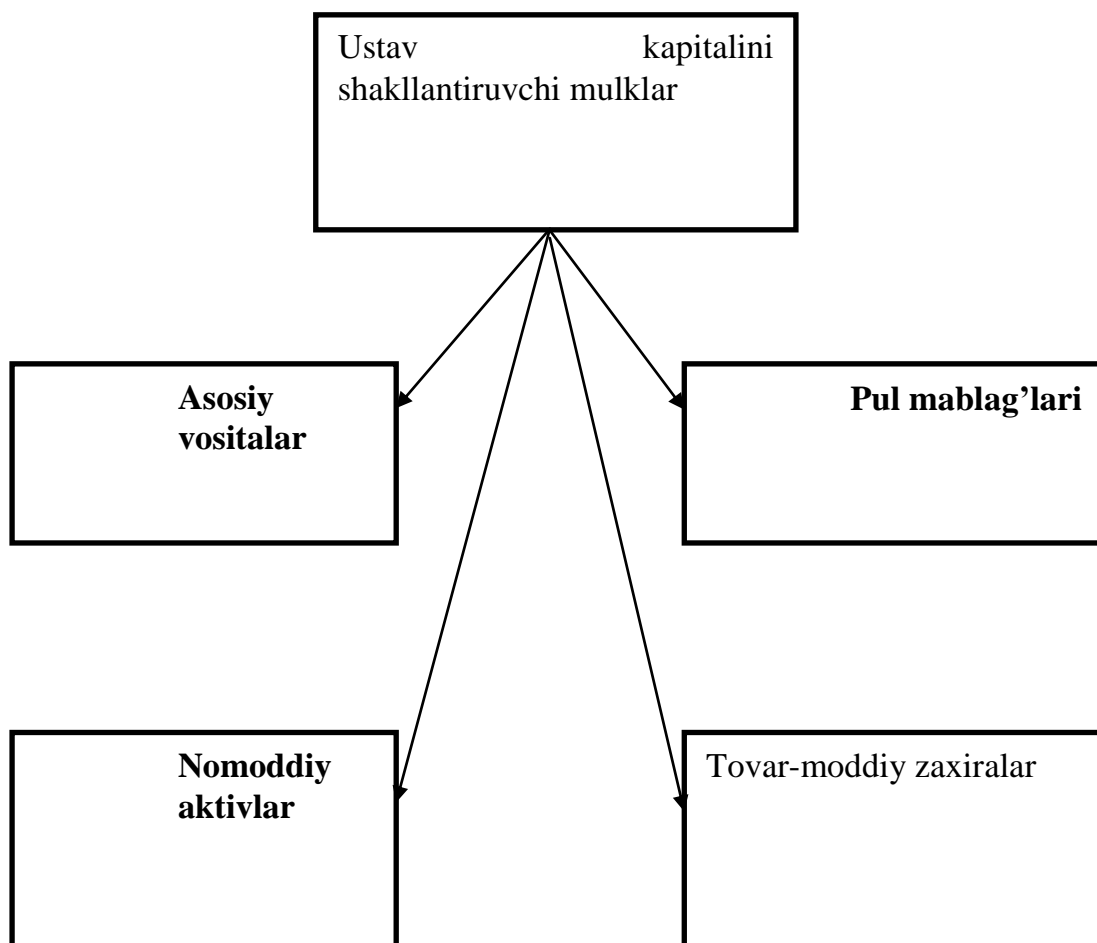 Ustav kapitalini
shakllantiruvchi mulklar
Asosiy
vositalar
Pul mablag’lari
Nomoddiy
aktivlar
Tovar-moddiy zaxiralar